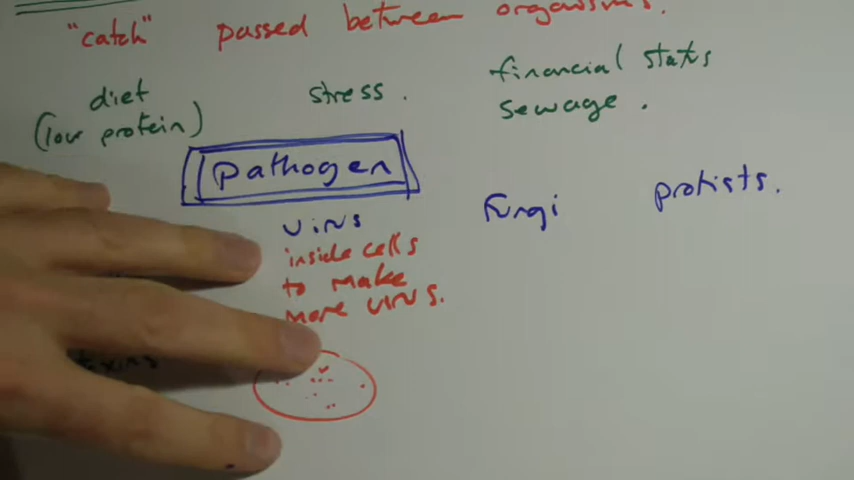 "catch" passed between organisms.
diet stress. financial status
(low protein) sewage.
pathogen
virus fungi protists.
inside cells
to make
more virus.